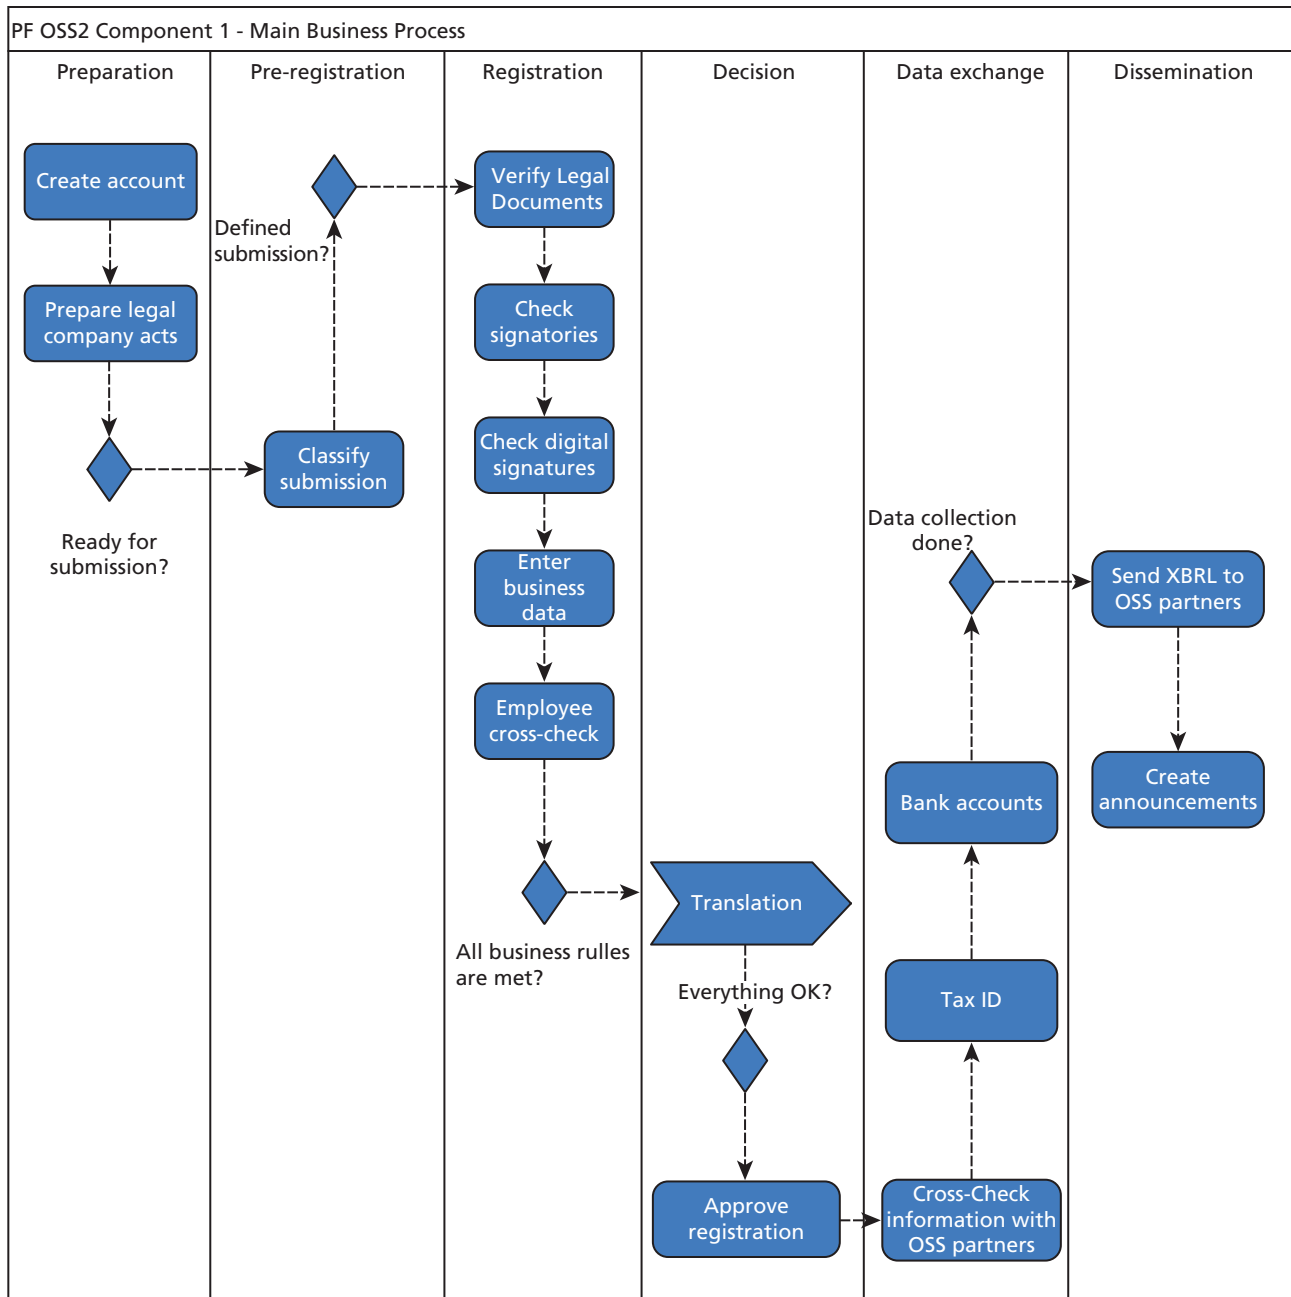 PF OSS2 Component 1 - Main Business Process
Preparation
Pre-registration
Registration
Decision
Data exchange
Dissemination
Create account
Prepare legal
company acts
Ready for
submission?
Defined
submission?
Classify
submission
Verify Legal
Documents
Check
signatories
Check digital
signatures
Enter
business
data
Employee
cross-check
All business rulles
are met?
Translation
Everything OK?
Approve
registration
Data collection
done?
Bank accounts
Tax ID
Cross-Check
information with
OSS partners
Send XBRL to
OSS partners
Create
announcements